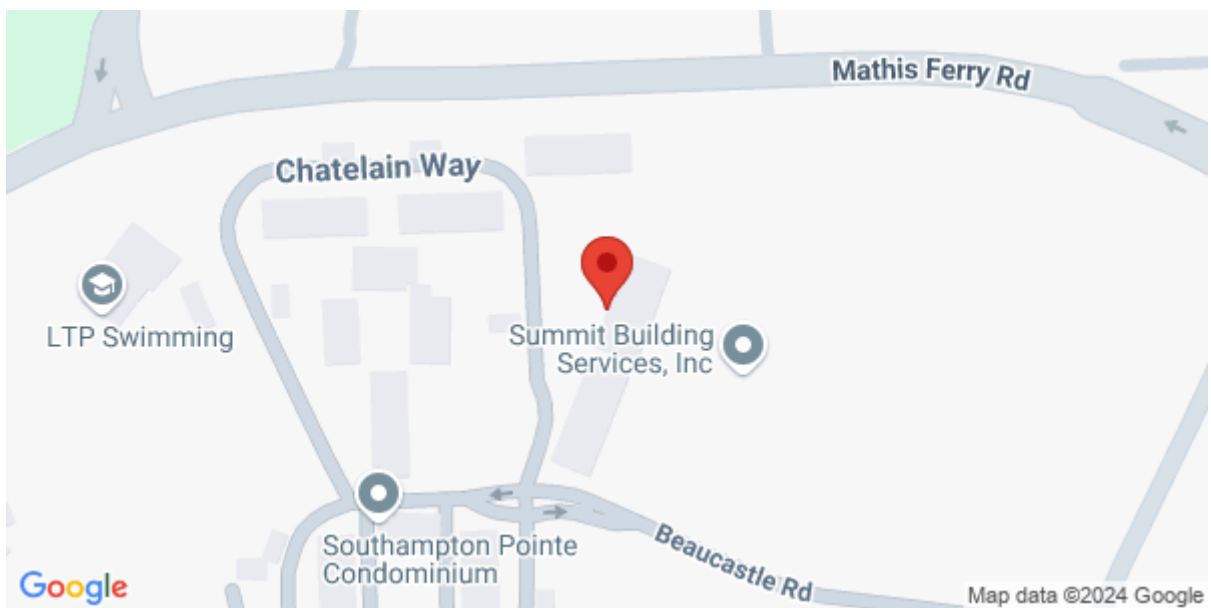 Mathis Ferry Rd
Chatelain Way
LTP Swimming
Summit Building
Services, Inc
Southampton Pointe
Condominium
Beaucastle Rd
Google
Map data ©2024 Google